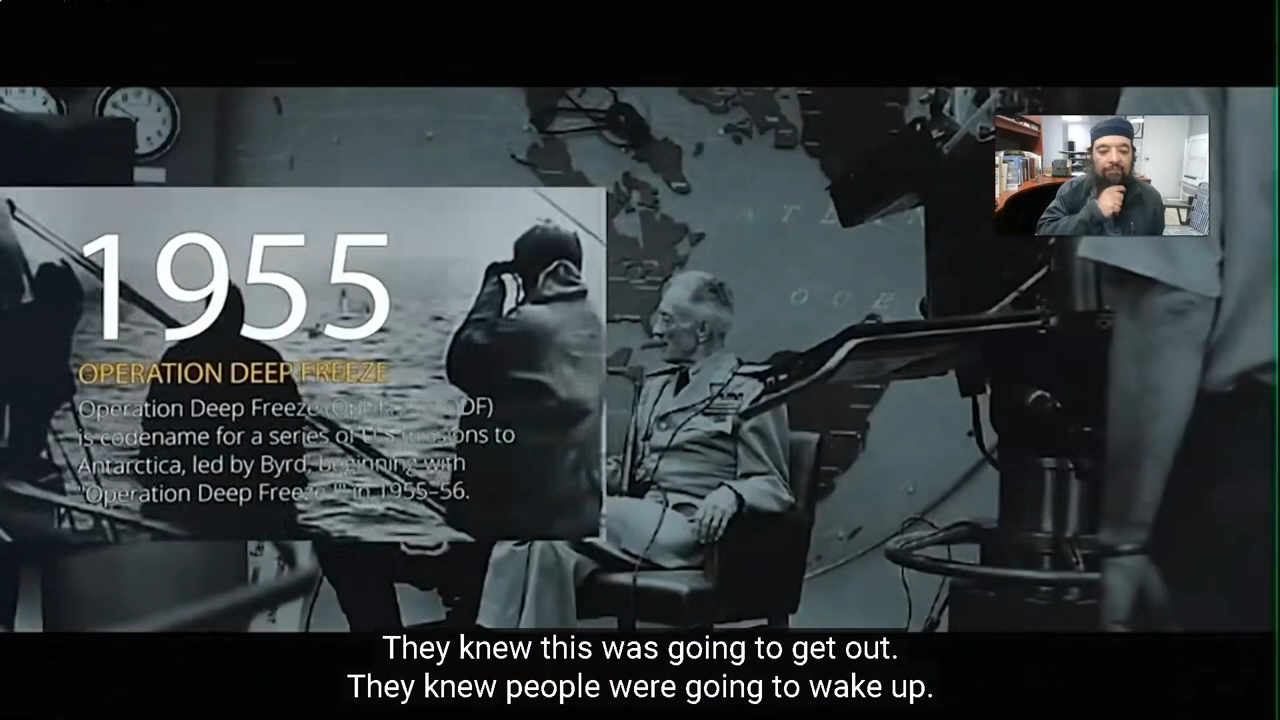 1955
OPERATION DEEP FREEZE
Operation Deep Freeze ODF)
is codename for a series of U.S missions to
Antarctica, led by Byrd, beginning with
"Operation Deep Freeze I" in 1955–56.
They knew this was going to get out.
They knew people were going to wake up.